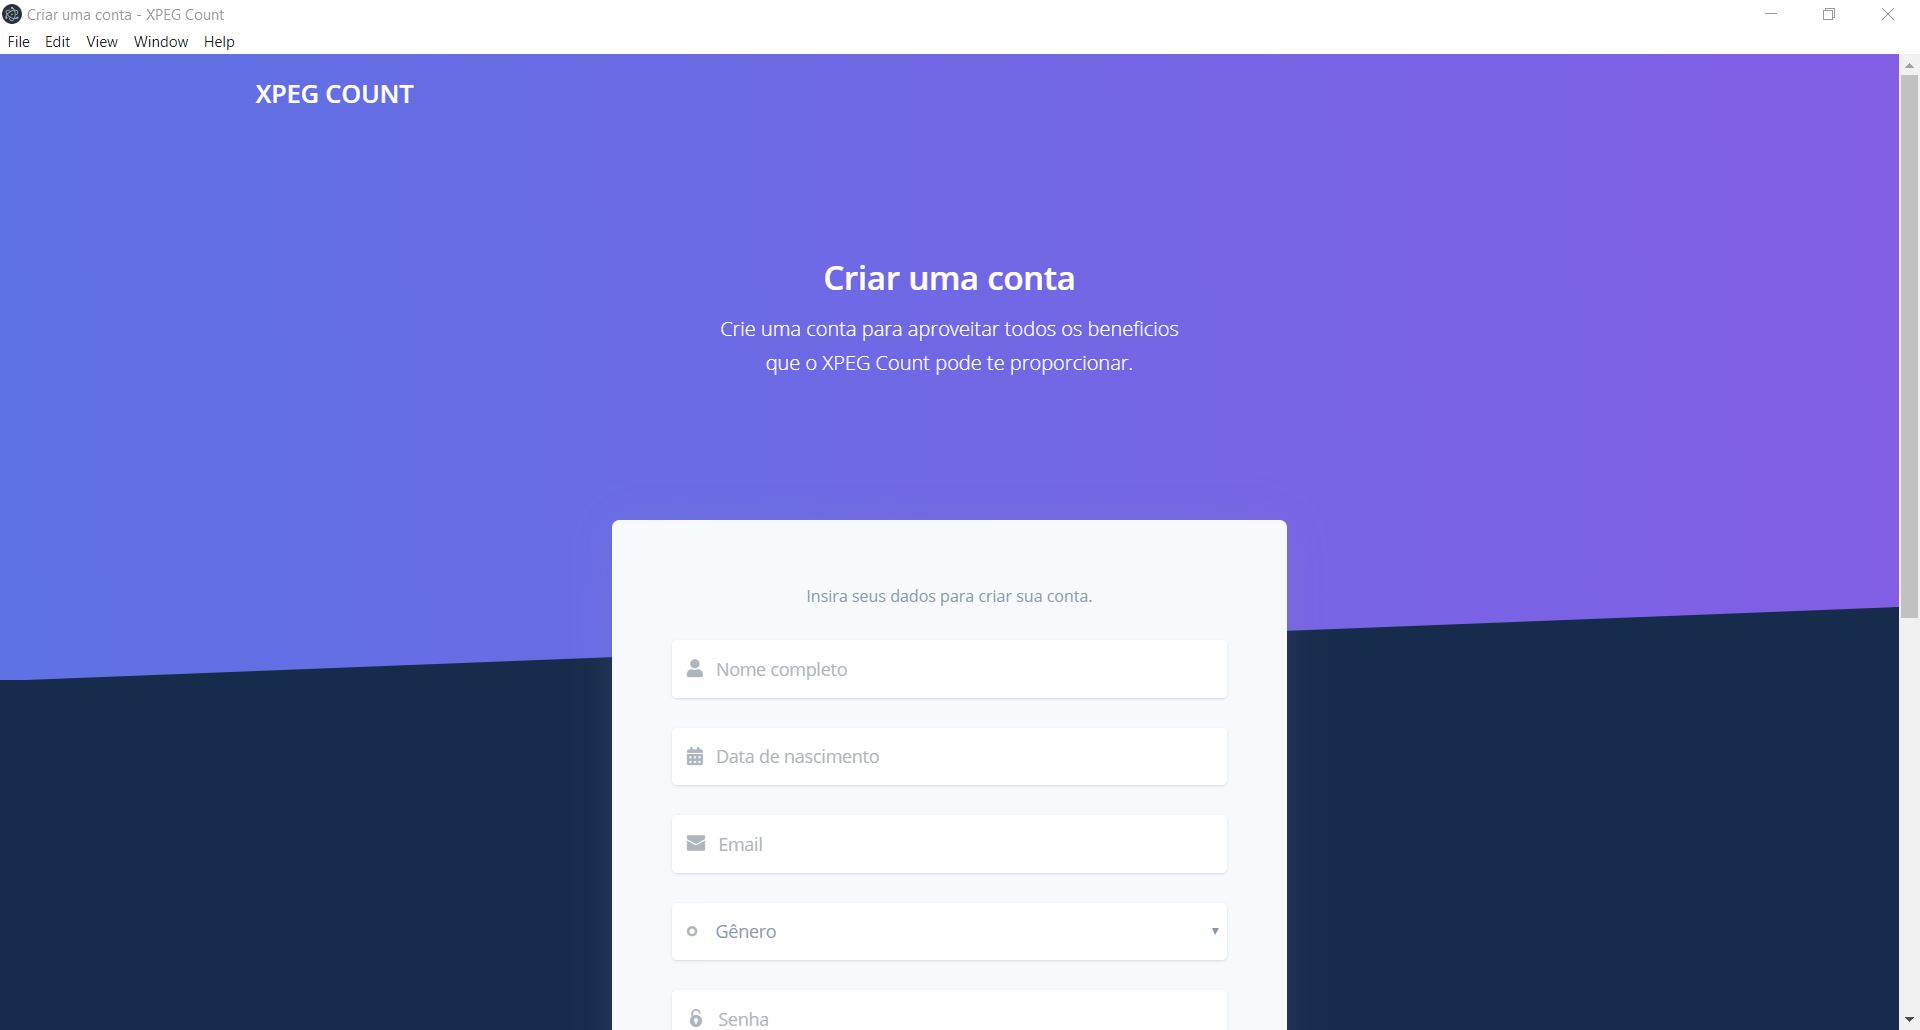 Criar uma conta - XPEG Count
File Edit View Window Help
XPEG COUNT
Criar uma conta
Crie uma conta para aproveitar todos os beneficios
que o XPEG Count pode te proporcionar.
Insira seus dados para criar sua conta.
Nome completo
Data de nascimento
Email
Gênero
Senha